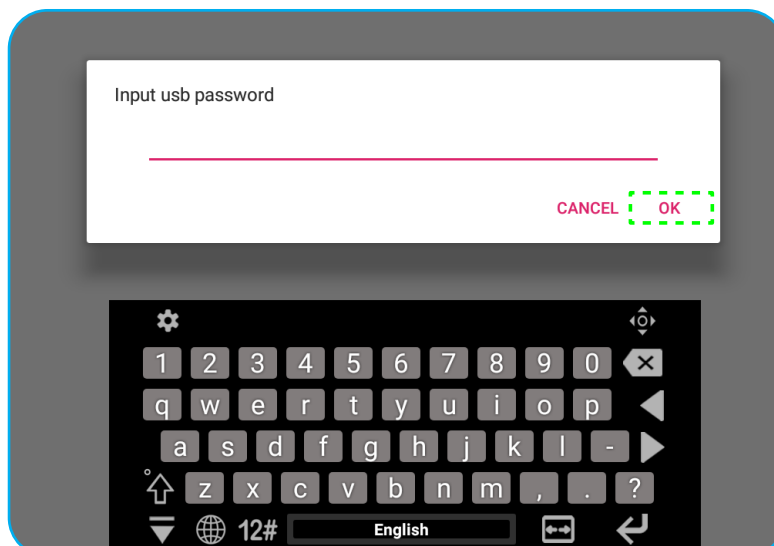 Input usb password
CANCEL OK
1 2 3 4 5 6 7 8 9 0
q w e r t y u i o p
a s d f g h j k l -
z x c v b n m , . ?
12# English